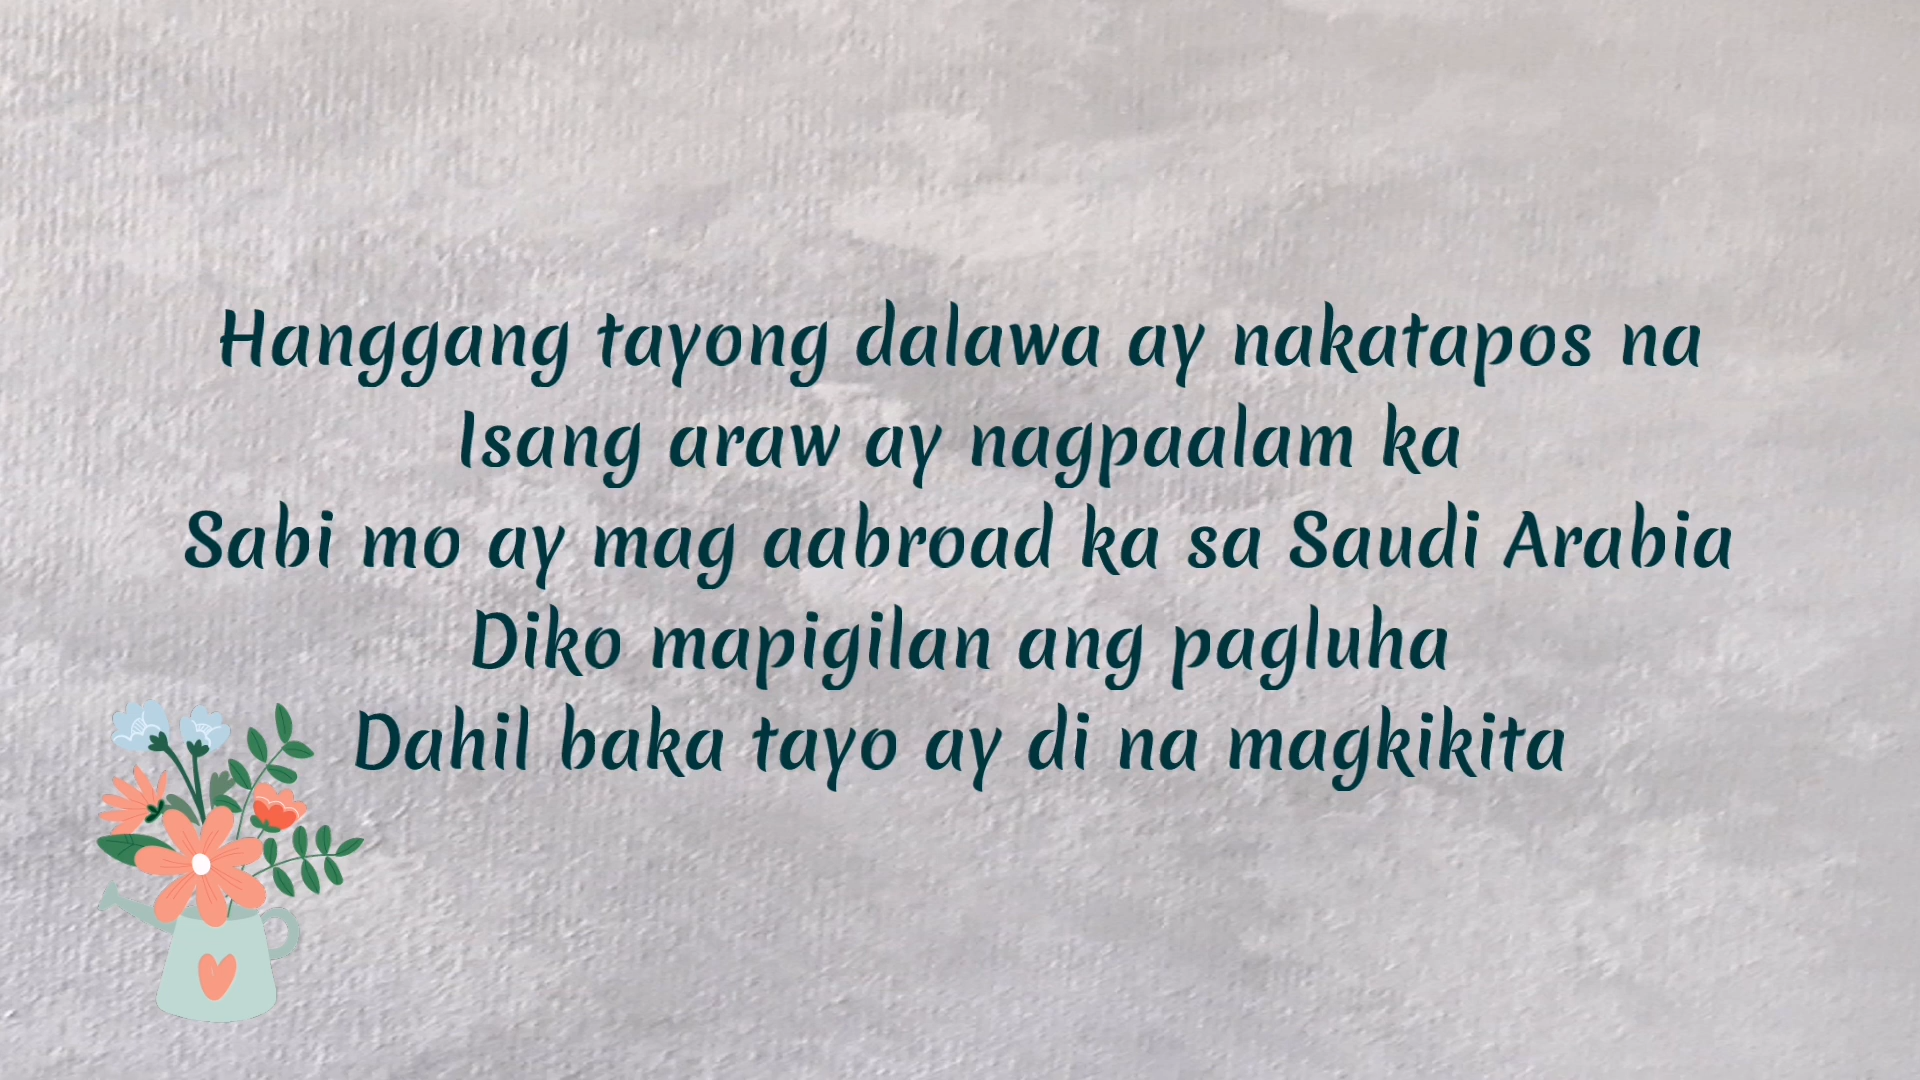 Hanggang tayong dalawa ay nakatapos na
Isang araw ay nagpaalam ka
Sabi mo ay mag aabroad ka sa Saudi Arabia
Diko mapigilan ang pagluha
Dahil baka tayo ay di na magkikita